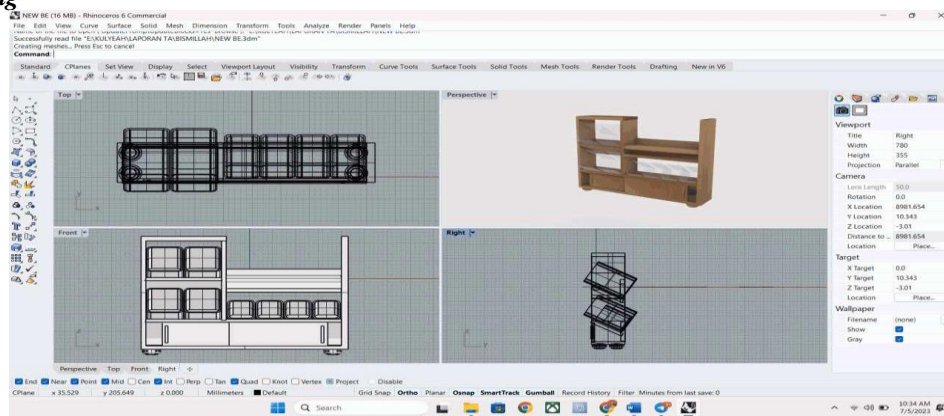 ng
NEW BE (16 MB) - Rhinoceros 6 Commercial
File Edit View Curve Surface Solid Mesh Dimension Transform Tools Analyze Render Panels Help
Successfully read file "E:\KULYEAH\LAPORAN TA\BISMILLAH\NEW BE.3dm"
Creating meshes... Press Esc to cancel
Command:
Standard CPlanes Set View Display Select Viewport Layout Visibility Transform Curve Tools Surface Tools Solid Tools Mesh Tools Render Tools Drafting New in V6
Top
Perspective
Front
Right
Viewport
Title Right
Width 780
Height 355
Projection Parallel
Camera
Lens Length 50.0
Rotation 0.0
X Location 8981.654
Y Location 10.343
Z Location -3.01
Distance to .. 8981.654
Location Place...
Target
X Target 0.0
Y Target 10.343
Z Target -3.01
Location Place...
Wallpaper
Filename (none)
Show
Gray
Perspective Top Front Right
End Near Point Mid Cen Int Perp Tan Quad Knot Vertex Project Disable
CPlane x 35.529 y 205.649 z 0.000 Millimeters Default Grid Snap Ortho Planar Osnap SmartTrack Gumball Record History Filter Minutes from last save: 0
Search
10:34 AM
7/5/2023